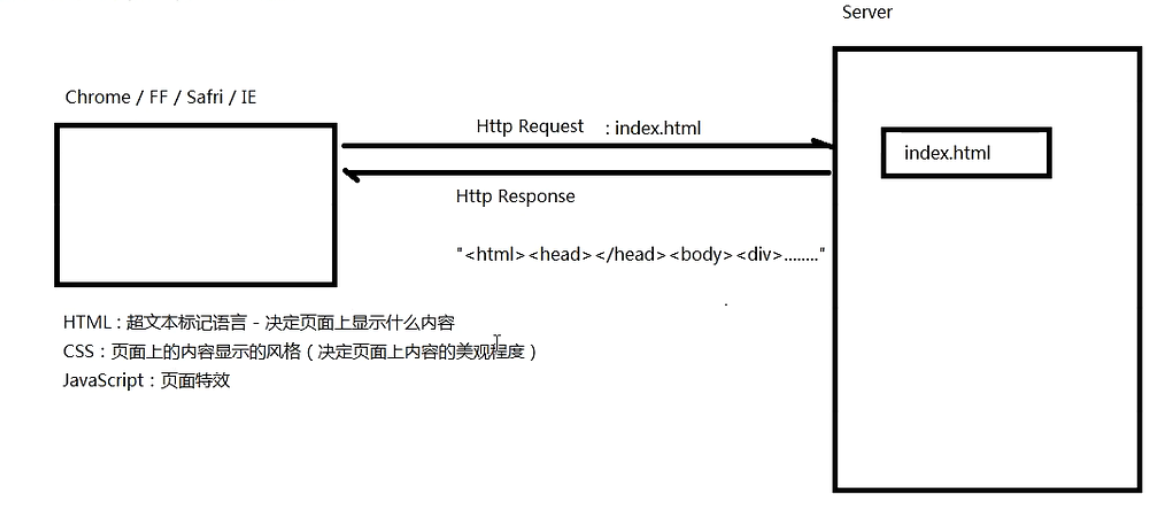 Server
Chrome / FF / Safri / IE
Http Request : index.html
index.html
Http Response
"<html><head></head><body><div>........"
HTML：超文本标记语言 - 决定页面上显示什么内容
CSS：页面上的内容显示的风格（决定页面上内容的美观程度）
JavaScript：页面特效